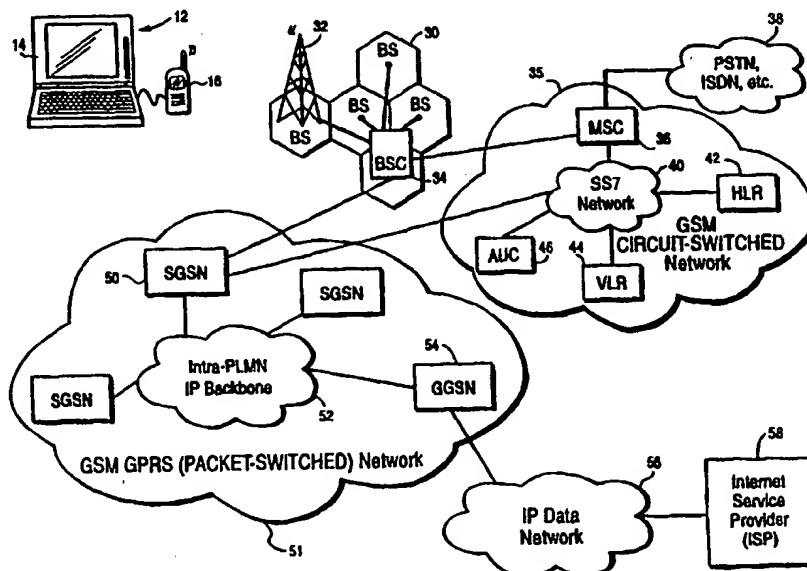 12
14
16
32
30
BS
BS
BS
BS
BSC
34
38
PSTN,
ISDN, etc.
35
MSC
36
40
42
SS7
Network
HLR
GSM
CIRCUIT-SWITCHED
Network
AUC
46
44
VLR
50
SGSN
SGSN
SGSN
Intra-PLMN
IP Backbone
52
54
GGSN
GSM GPRS (PACKET-SWITCHED) Network
51
56
IP Data
Network
58
Internet
Service
Provider
(ISP)